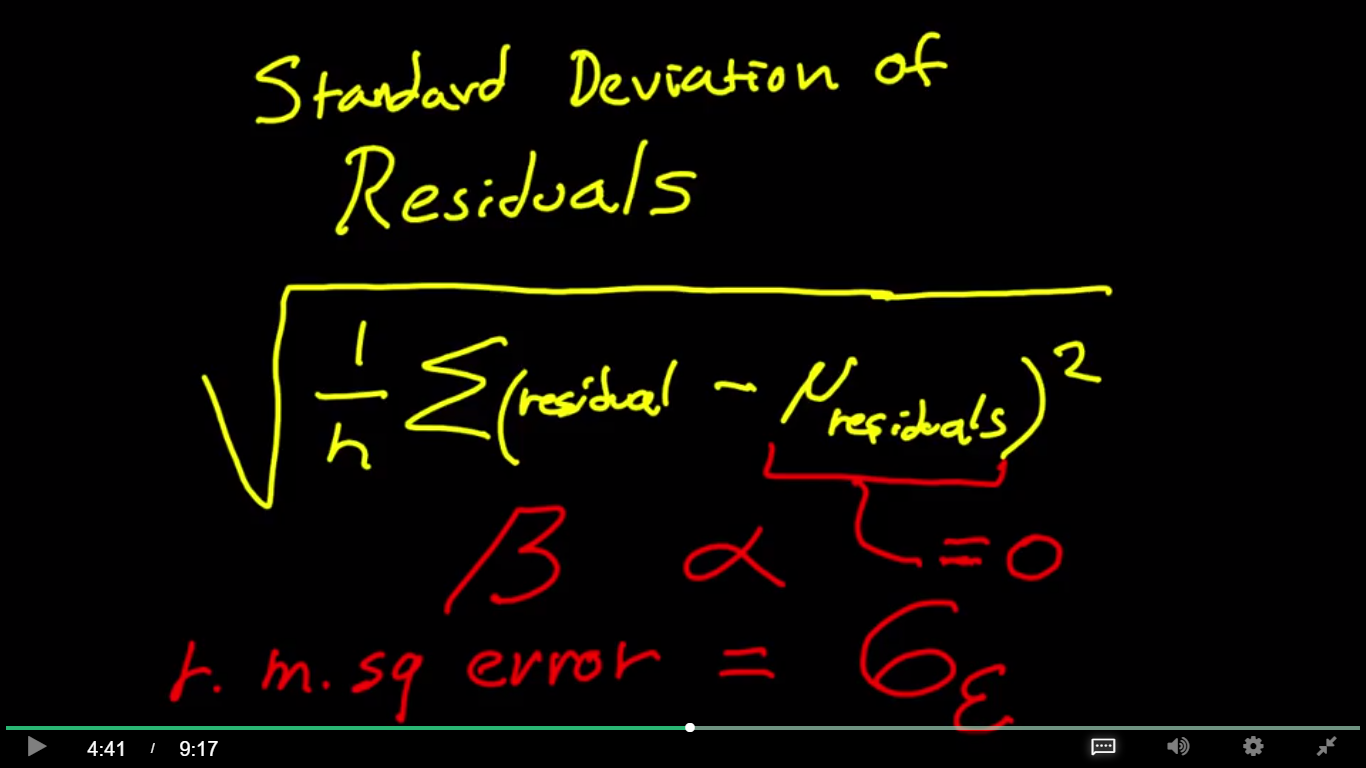 Standard Deviation of
Residuals
√(1/n Σ(residual - μresiduals)²)
β α =0
r. m. sq error = σε
4:41 / 9:17